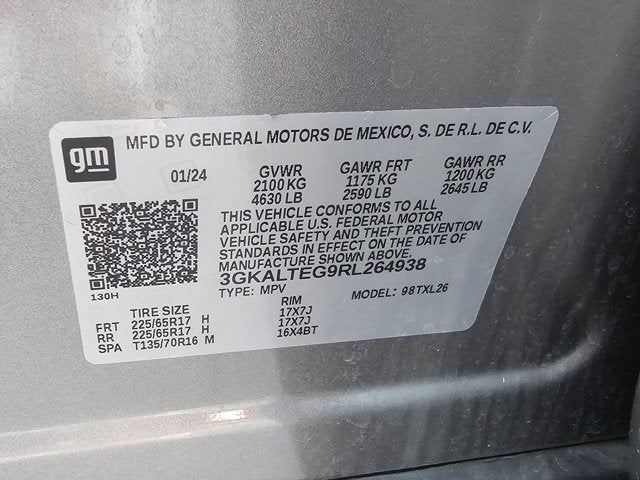 gm
MFD BY GENERAL MOTORS DE MEXICO, S. DE R.L. DE C.V.
01/24 GVWR GAWR FRT GAWR RR
2100 KG 1175 KG 1200 KG
4630 LB 2590 LB 2645 LB
THIS VEHICLE CONFORMS TO ALL
APPLICABLE U.S. FEDERAL MOTOR
VEHICLE SAFETY AND THEFT PREVENTION
STANDARDS IN EFFECT ON THE DATE
OF MANUFACTURE SHOWN ABOVE.
3GKALTEG9RL264938
130H
TYPE: MPV MODEL: 98TXL26
TIRE SIZE RIM
FRT 225/65R17 H 17X7J
RR 225/65R17 H 17X7J
SPA T135/70R16 M 16X4BT